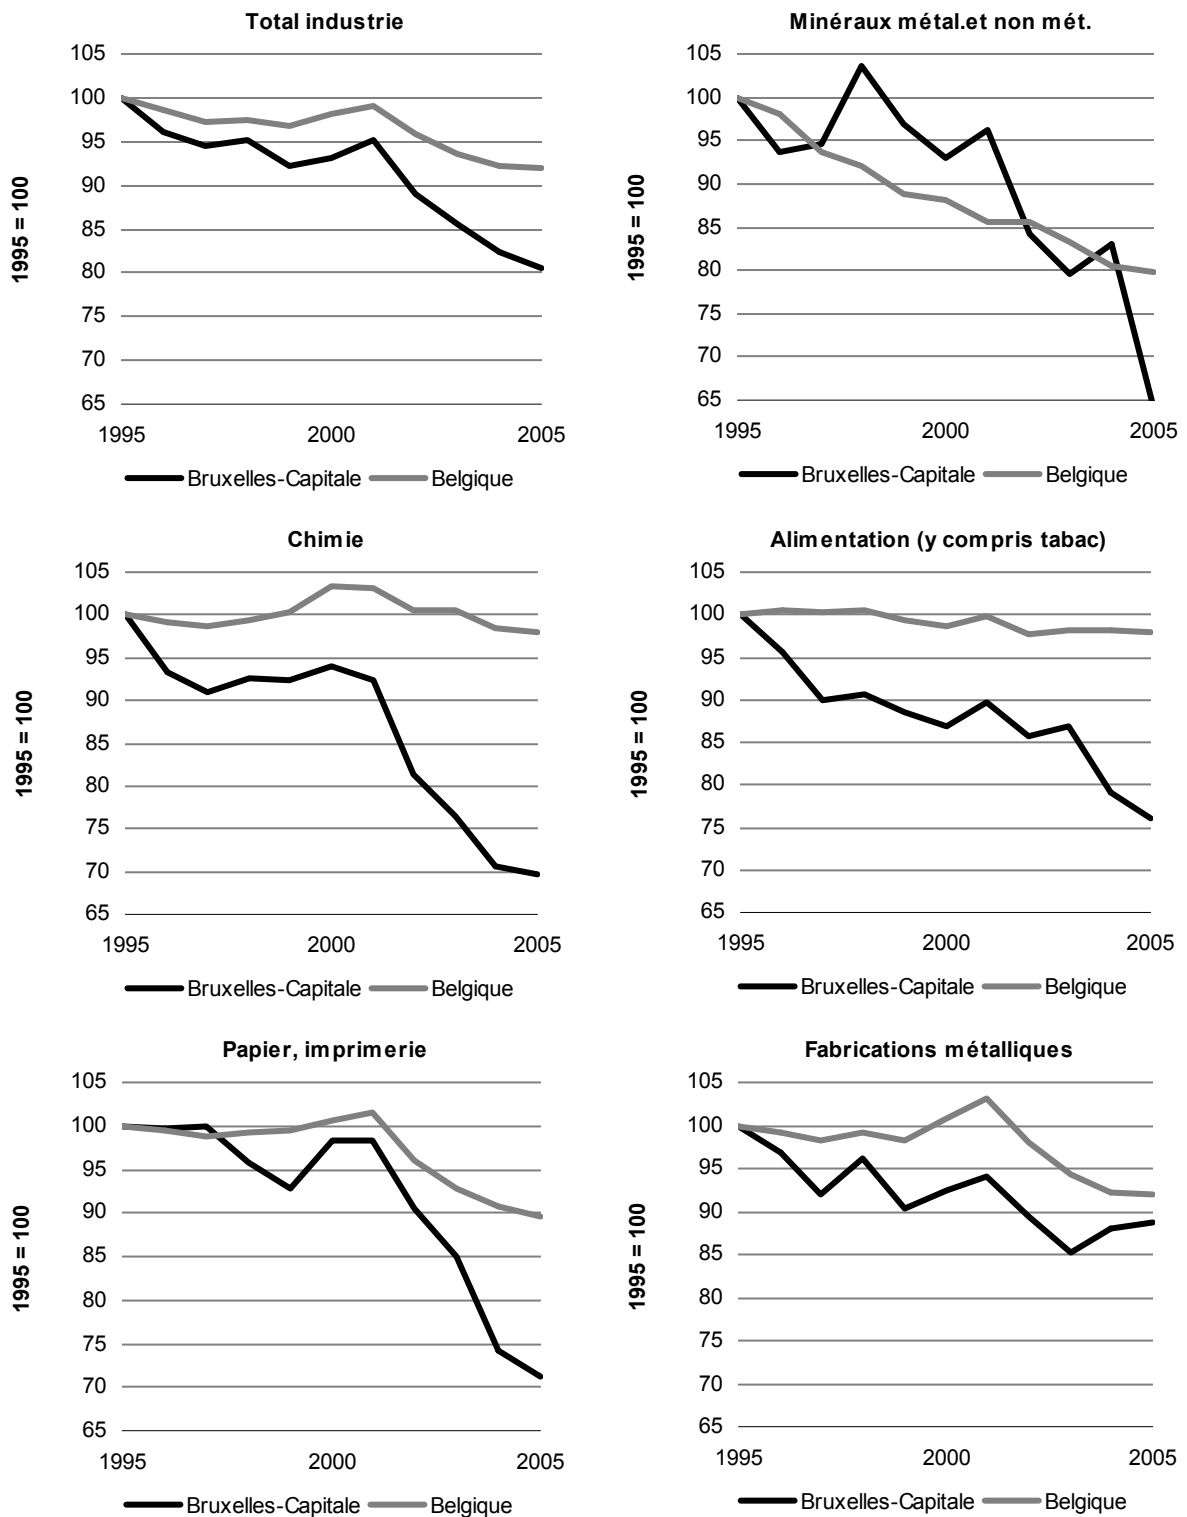 Total industrie
105
100
95
90
85
80
75
70
65
1995 = 100
1995 2000 2005
Bruxelles-Capitale Belgique
Minéraux métal.et non mét.
105
100
95
90
85
80
75
70
65
1995 = 100
1995 2000 2005
Bruxelles-Capitale Belgique
Chimie
105
100
95
90
85
80
75
70
65
1995 = 100
1995 2000 2005
Bruxelles-Capitale Belgique
Alimentation (y compris tabac)
105
100
95
90
85
80
75
70
65
1995 = 100
1995 2000 2005
Bruxelles-Capitale Belgique
Papier, imprimerie
105
100
95
90
85
80
75
70
65
1995 = 100
1995 2000 2005
Bruxelles-Capitale Belgique
Fabrications métalliques
105
100
95
90
85
80
75
70
65
1995 = 100
1995 2000 2005
Bruxelles-Capitale Belgique